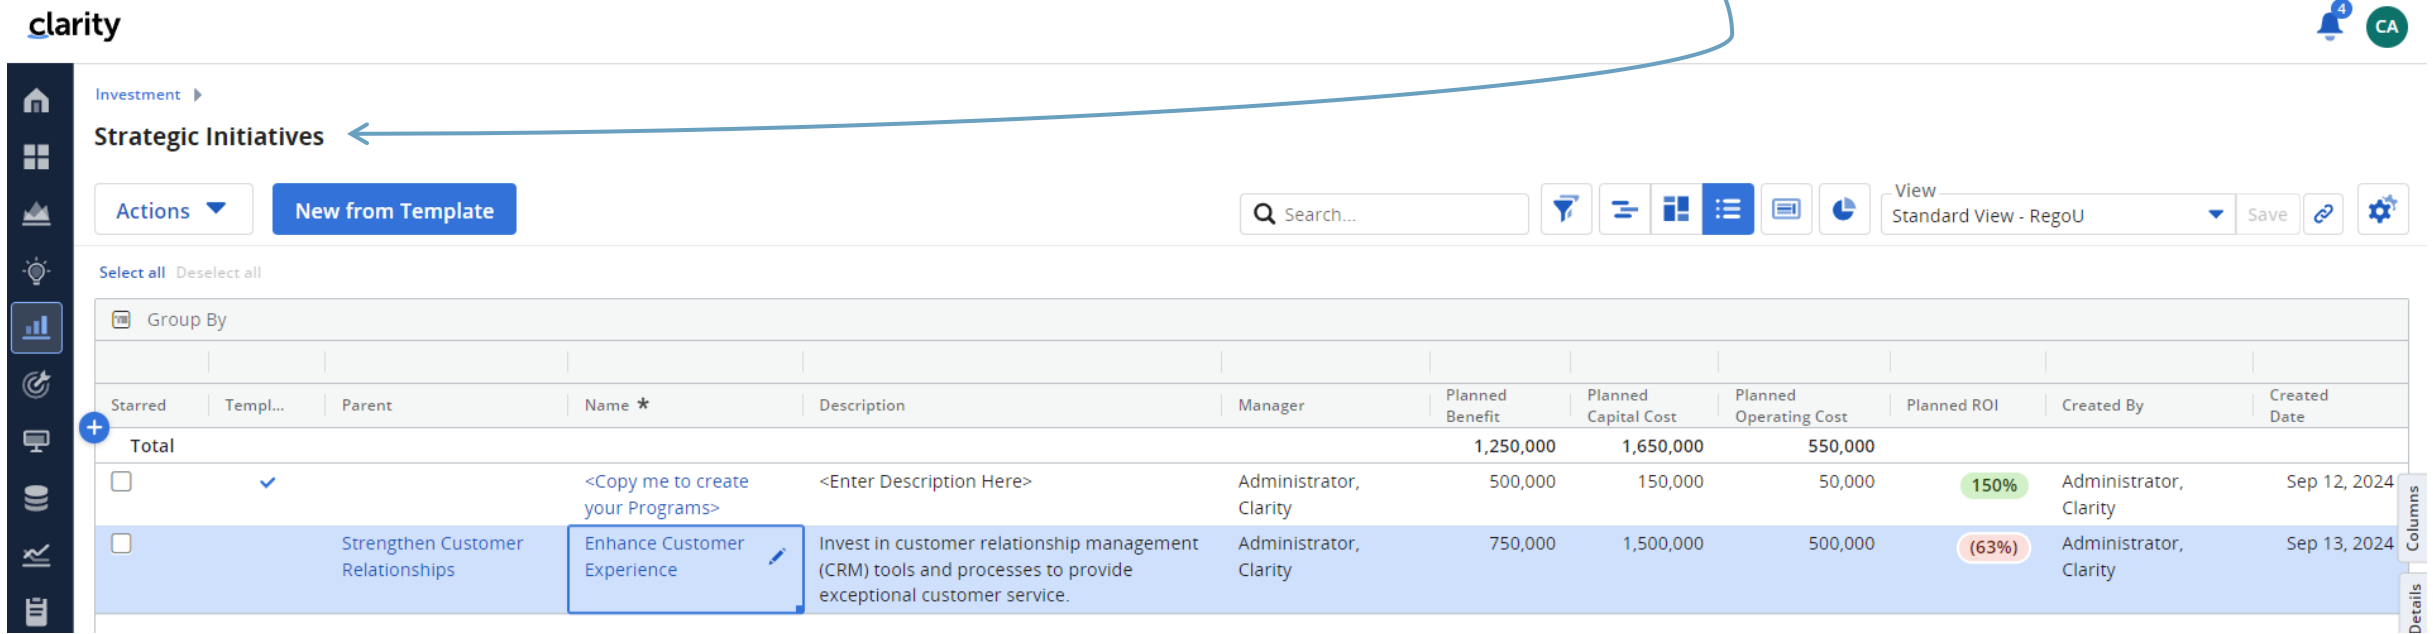 clarity
4
CA
Investment
Strategic Initiatives
Actions
New from Template
Search...
View
Standard View - RegoU
Save
Select all Deselect all
Group By
Starred Templ... Parent Name * Description Manager Planned Benefit Planned Capital Cost Planned Operating Cost Planned ROI Created By Created Date
Total 1,250,000 1,650,000 550,000
<Copy me to create <Enter Description Here> Administrator, 500,000 150,000 50,000 150% Administrator, Sep 12, 2024
your Programs> Clarity Clarity
Strengthen Customer Enhance Customer Invest in customer relationship management Administrator, 750,000 1,500,000 500,000 (63%) Administrator, Sep 13, 2024
Relationships Experience (CRM) tools and processes to provide Clarity Clarity
exceptional customer service.
Columns
Details